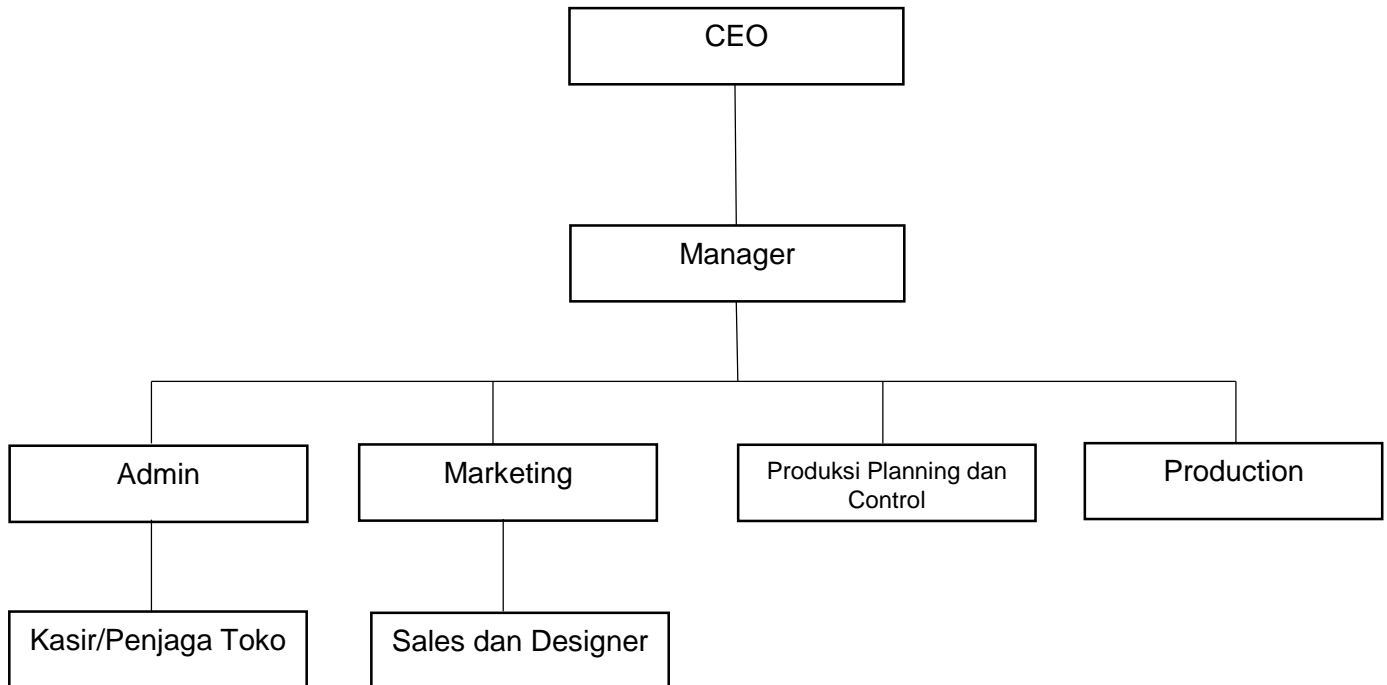 CEO
Manager
Admin
Marketing
Produksi Planning dan
Control
Production
Kasir/Penjaga Toko
Sales dan Designer